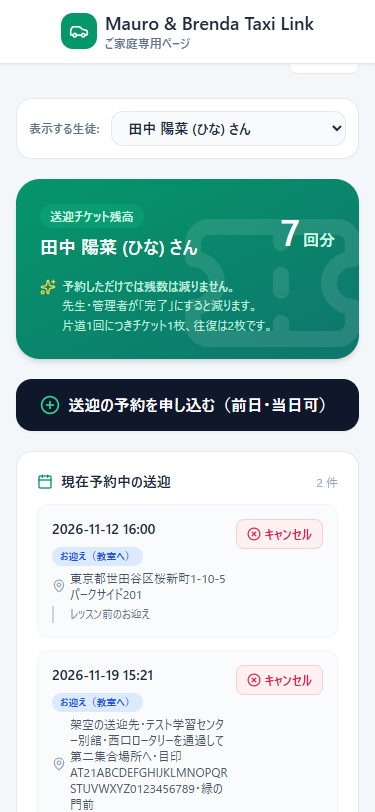 Mauro & Brenda Taxi Link
ご家庭専用ページ
表示する生徒:
田中 陽菜 (ひな) さん
送迎チケット残高
田中 陽菜 (ひな) さん
7 回分
予約しただけでは残数は減りません。
先生・管理者が「完了」にすると減ります。
片道1回につきチケット1枚、往復は2枚です。
送迎の予約を申し込む（前日・当日可）
現在予約中の送迎
2 件
2026-11-12 16:00
キャンセル
お迎え（教室へ）
東京都世田谷区桜新町1-10-5
パークサイド201
レッスン前のお迎え
2026-11-19 15:21
キャンセル
お迎え（教室へ）
架空の送迎先・テスト学習センタ
ー別館・西口ロータリーを通過して
第二集合場所へ・目印
AT21ABCDEFGHIJKLMNOPQR
STUVWXYZ0123456789・緑の
門前